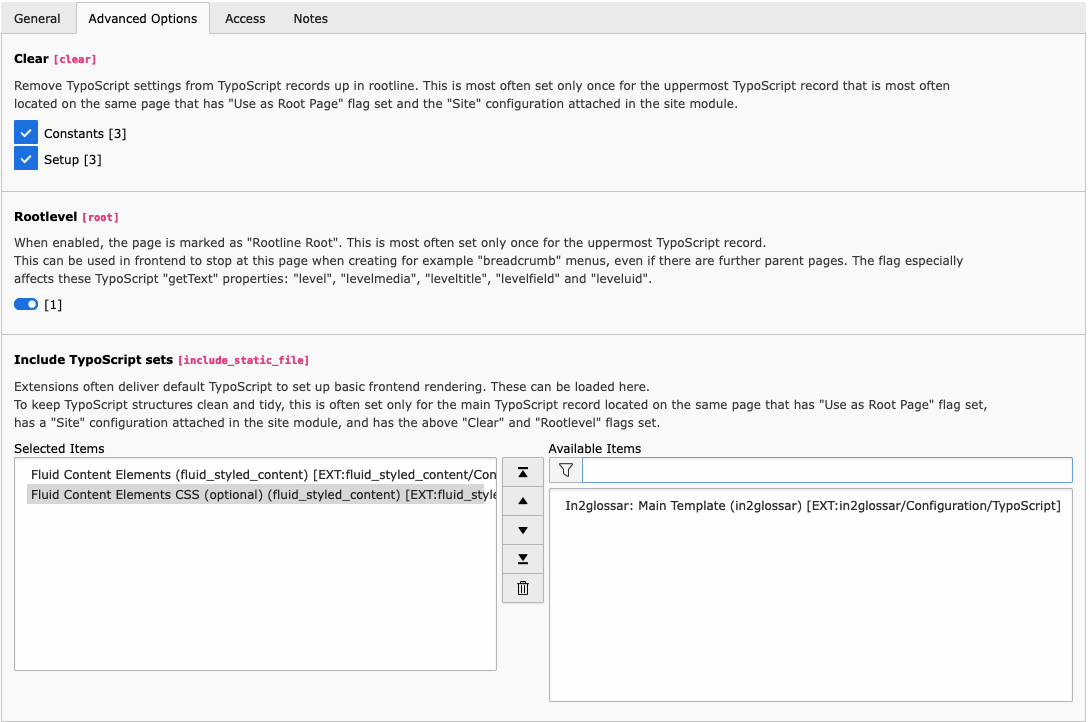 General Advanced Options Access Notes
Clear [clear]
Remove TypoScript settings from TypoScript records up in rootline. This is most often set only once for the uppermost TypoScript record that is most often
located on the same page that has "Use as Root Page" flag set and the "Site" configuration attached in the site module.
Constants [3]
Setup [3]
Rootlevel [root]
When enabled, the page is marked as "Rootline Root". This is most often set only once for the uppermost TypoScript record.
This can be used in frontend to stop at this page when creating for example "breadcrumb" menus, even if there are further parent pages. The flag especially
affects these TypoScript "getText" properties: "level", "levelmedia", "leveltitle", "levelfield" and "leveluid".
[1]
Include TypoScript sets [include_static_file]
Extensions often deliver default TypoScript to set up basic frontend rendering. These can be loaded here.
To keep TypoScript structures clean and tidy, this is often set only for the main TypoScript record located on the same page that has "Use as Root Page" flag set,
has a "Site" configuration attached in the site module, and has the above "Clear" and "Rootlevel" flags set.
Selected Items
Fluid Content Elements (fluid_styled_content) [EXT:fluid_styled_content/Con
Fluid Content Elements CSS (optional) (fluid_styled_content) [EXT:fluid_style
Available Items
In2glossar: Main Template (in2glossar) [EXT:in2glossar/Configuration/TypoScript]